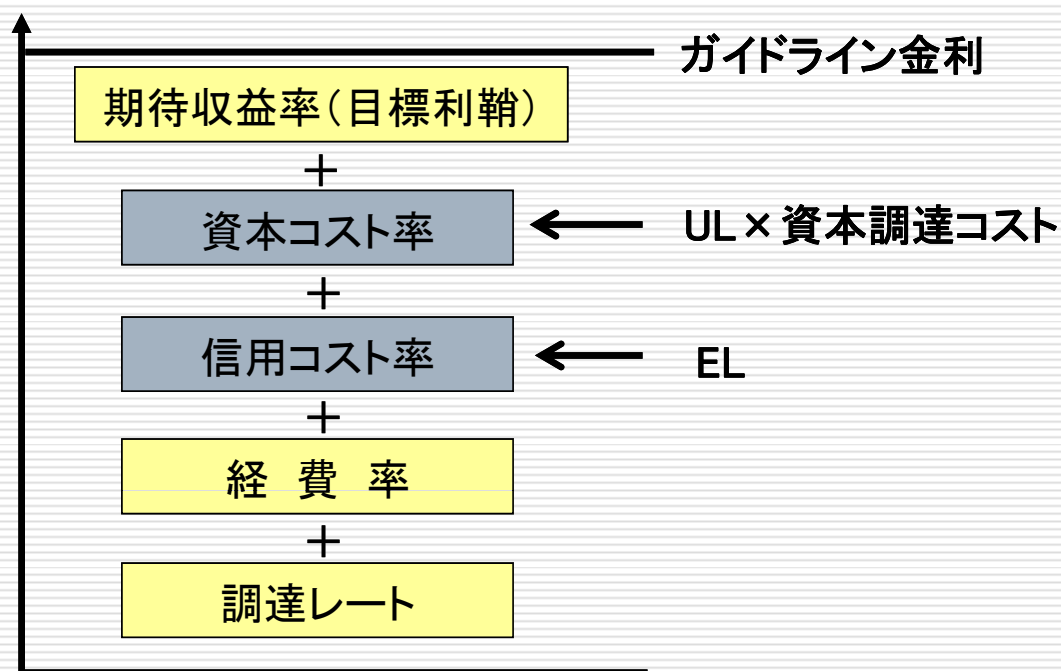 ガイドライン金利
期待収益率(目標利鞘)
+
資本コスト率
UL×資本調達コスト
+
信用コスト率
EL
+
経 費 率
+
調達レート